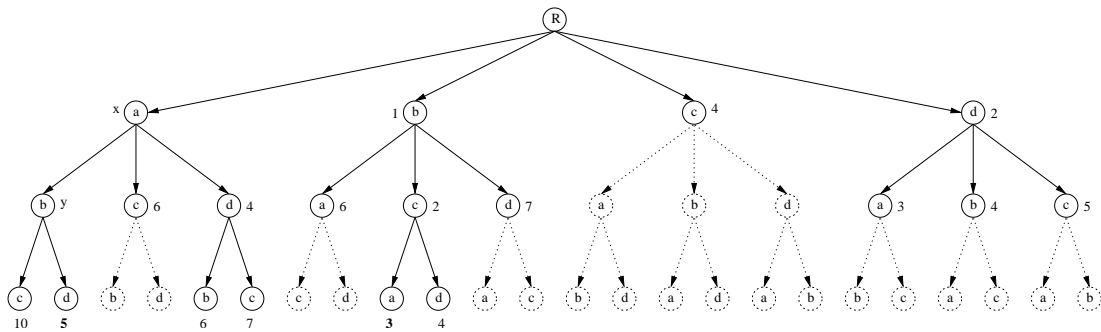 R
x a 1 b c 4 d 2
b y c 6 d 4 a 6 c 2 d 7 a b d a 3 b 4 c 5
c d b d b c c d a d a c b d a d a b b c a c a b
10 5 6 7 3 4